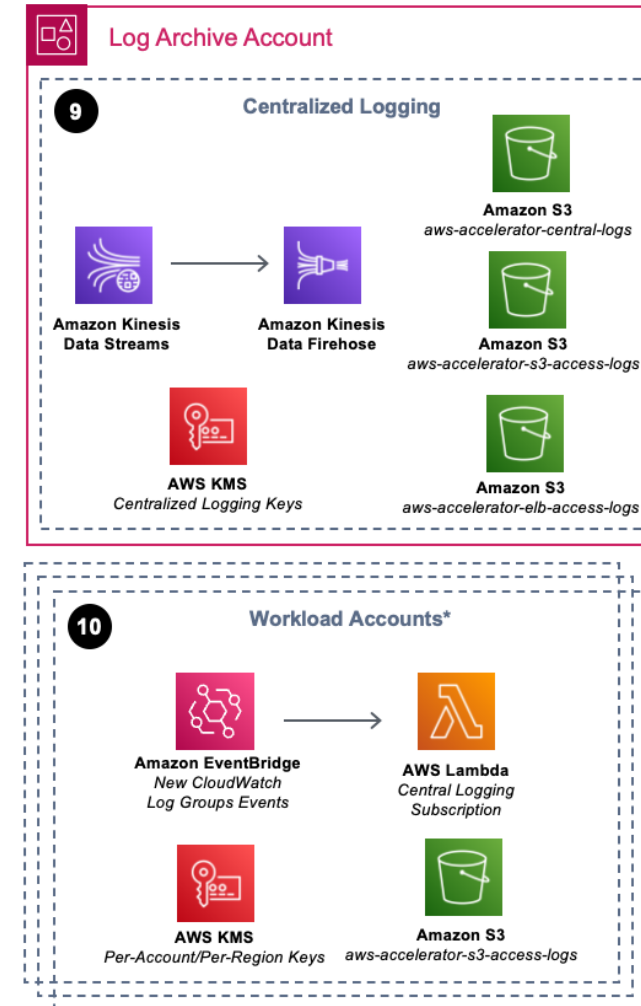 Log Archive Account
9
Centralized Logging
Amazon S3
aws-accelerator-central-logs
Amazon Kinesis
Data Streams
Amazon Kinesis
Data Firehose
Amazon S3
aws-accelerator-s3-access-logs
AWS KMS
Centralized Logging Keys
Amazon S3
aws-accelerator-elb-access-logs
10
Workload Accounts*
Amazon EventBridge
New CloudWatch
Log Groups Events
AWS Lambda
Central Logging
Subscription
AWS KMS
Per-Account/Per-Region Keys
Amazon S3
aws-accelerator-s3-access-logs